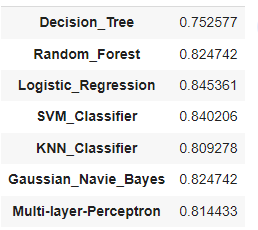 Decision_Tree 0.752577
Random_Forest 0.824742
Logistic_Regression 0.845361
SVM_Classifier 0.840206
KNN_Classifier 0.809278
Gaussian_Navie_Bayes 0.824742
Multi-layer-Perceptron 0.814433